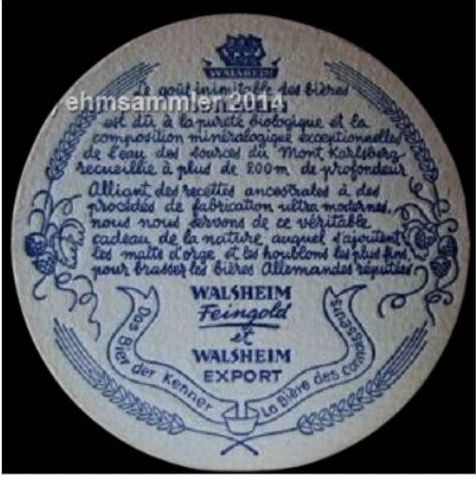 WALSHEIM
Le goût inimitable des bières
ehmsammler 2014
est dû à la pureté biologique et la
composition minéralogique exceptionnelles
de l'eau des sources du Mont Karlsberg
recueillie à plus de 200m de profondeur
Alliant des recettes ancestrales à des
procédés de fabrication ultra modernes,
nous nous servons de ce véritable
cadeau de la nature, auquel s'ajoutent
les malts d'orge et les houblons les plus fins,
pour brasser les bières Allemandes réputées
WALSHEIM
Feingold
et
WALSHEIM
EXPORT
Das Bier der Kenner
La Bière des connaisseurs